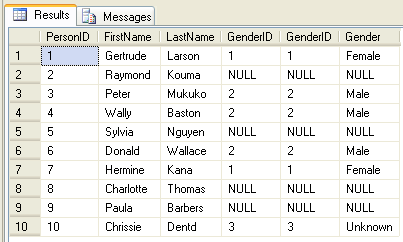 Results Messages
PersonID FirstName LastName GenderID GenderID Gender
1 1 Gertrude Larson 1 1 Female
2 2 Raymond Kouma NULL NULL NULL
3 3 Peter Mukuko 2 2 Male
4 4 Wally Baston 2 2 Male
5 5 Sylvia Nguyen NULL NULL NULL
6 6 Donald Wallace 2 2 Male
7 7 Hermine Kana 1 1 Female
8 8 Charlotte Thomas NULL NULL NULL
9 9 Paula Barbers NULL NULL NULL
10 10 Chrissie Dentd 3 3 Unknown